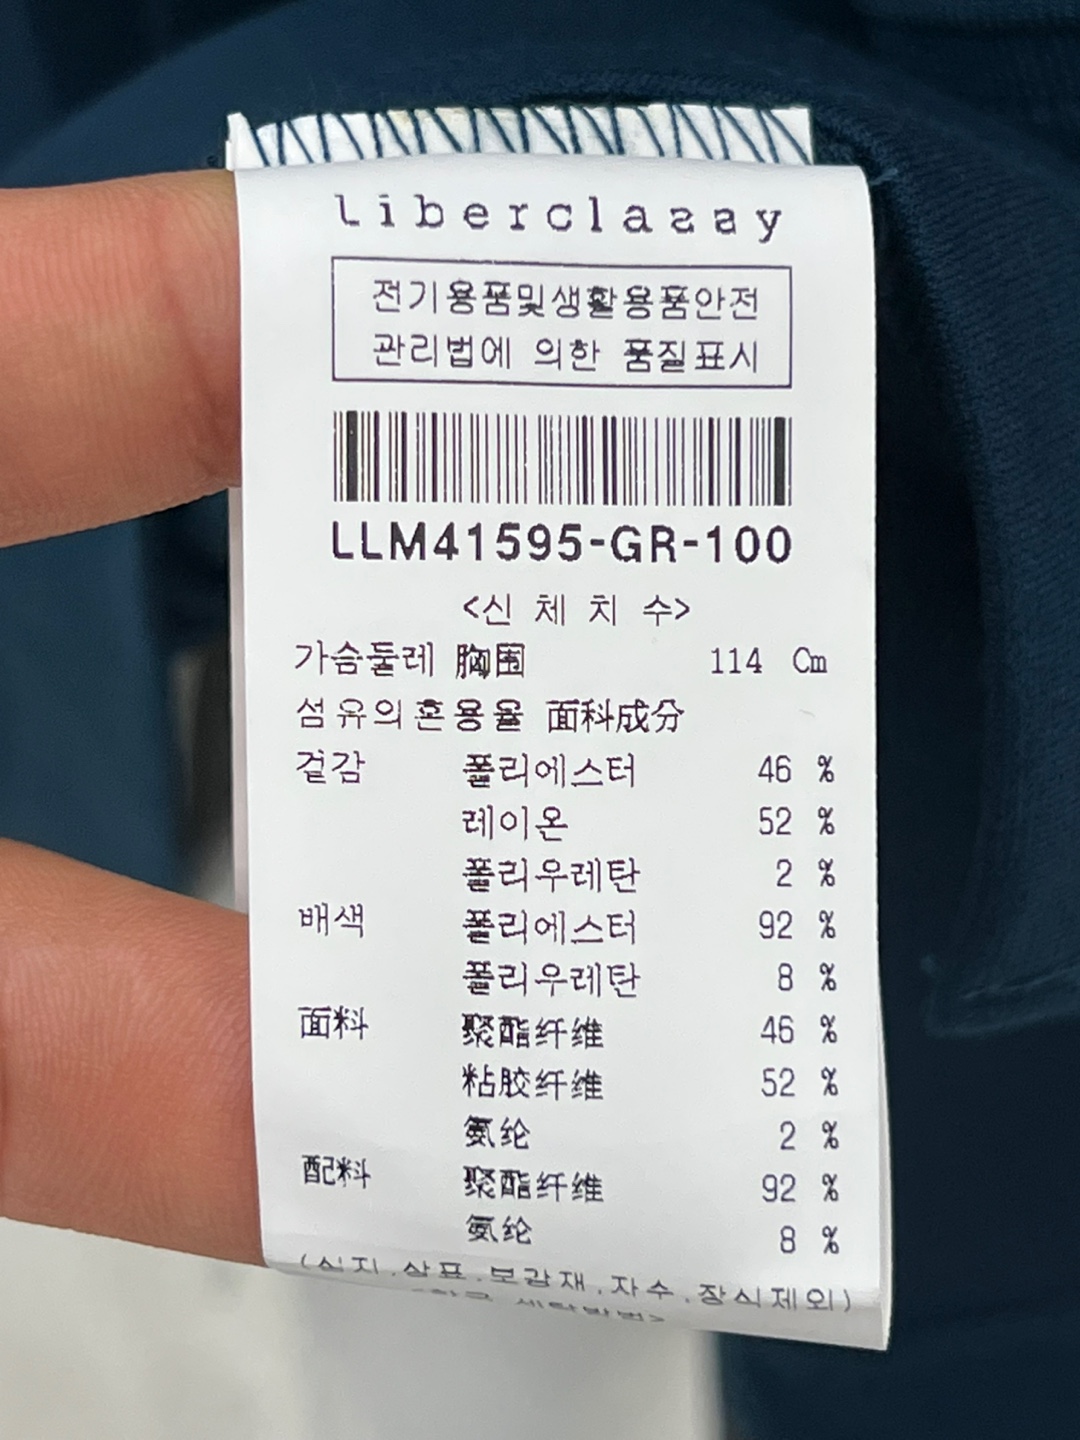 Liberclassy
전기용품및생활용품안전
관리법에 의한 품질표시
LLM41595-GR-100
<신 체 치 수>
가슴둘레 胸围 114 Cm
섬유의혼용율 面料成分
겉감 폴리에스터 46 %
레이온 52 %
폴리우레탄 2 %
배색 폴리에스터 92 %
폴리우레탄 8 %
面料 聚酯纤维 46 %
粘胶纤维 52 %
氨纶 2 %
配料 聚酯纤维 92 %
氨纶 8 %
(심지.상표.보강재.자수.장식제외)